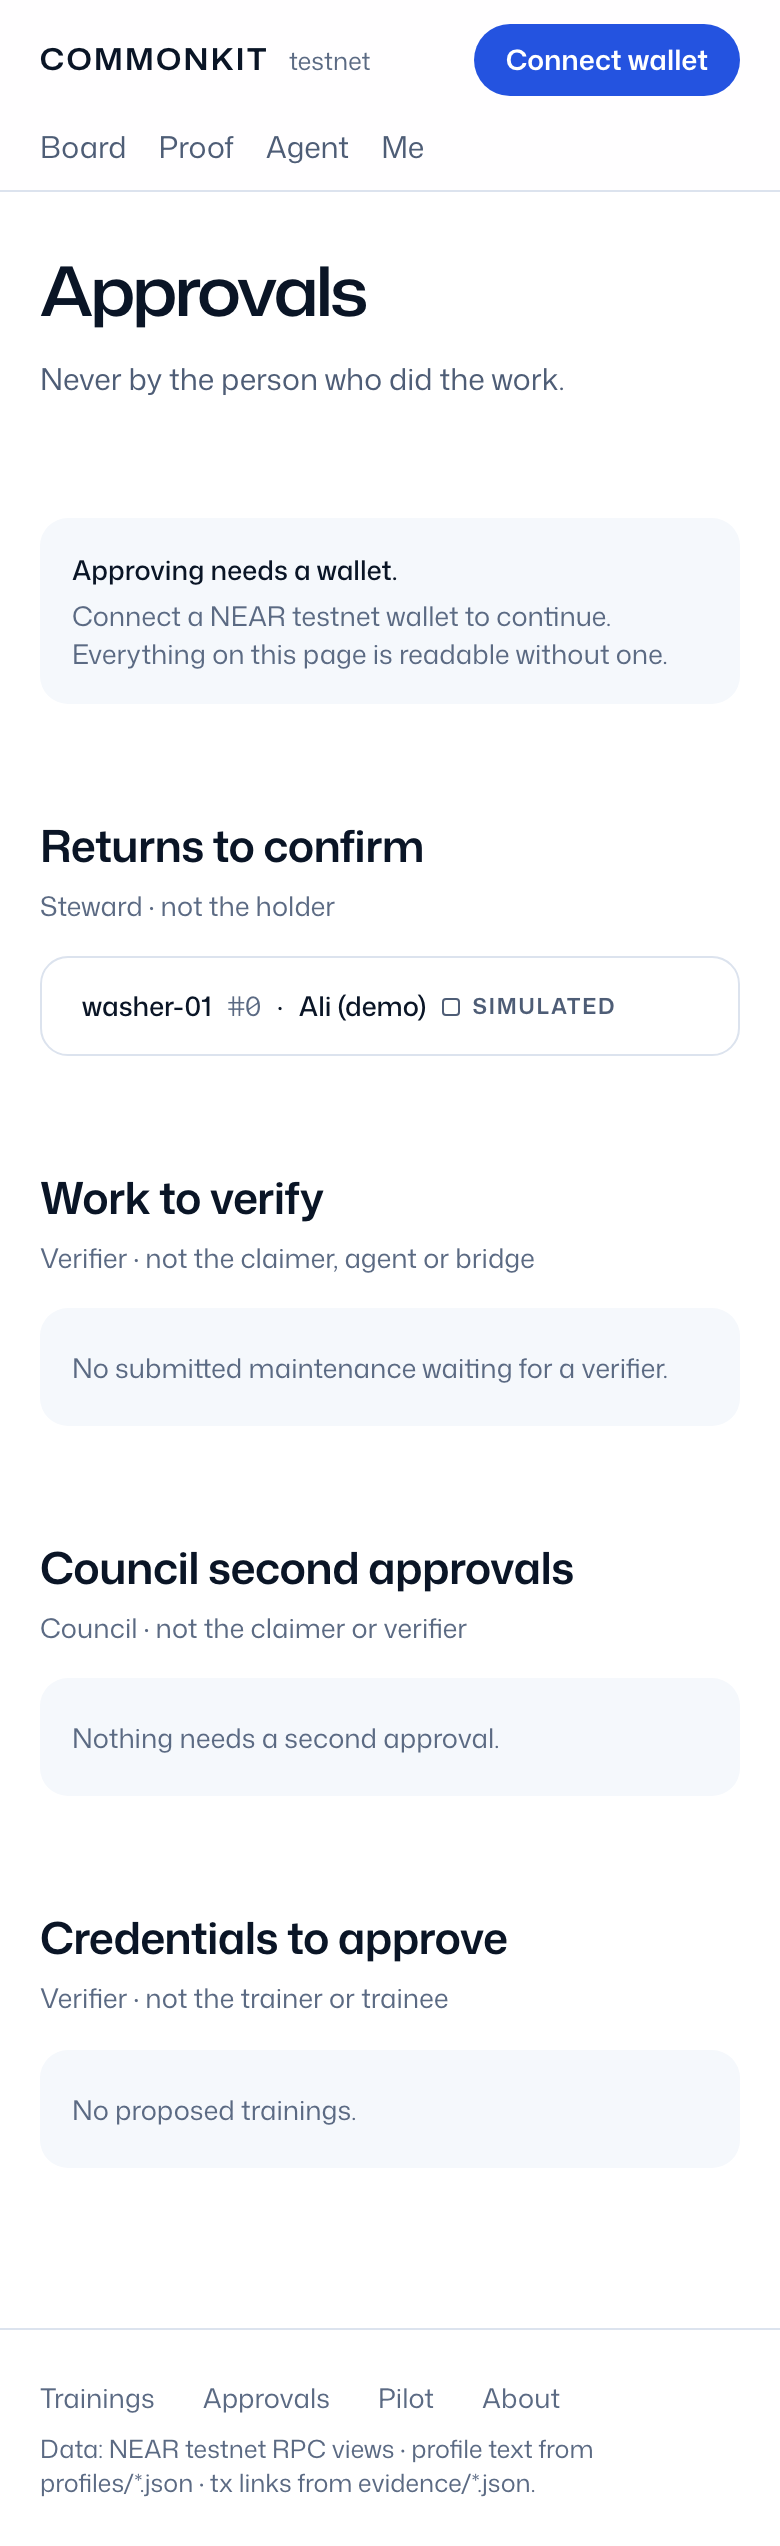 COMMONKIT testnet Connect wallet
Board Proof Agent Me
Approvals
Never by the person who did the work.
Approving needs a wallet.
Connect a NEAR testnet wallet to continue.
Everything on this page is readable without one.
Returns to confirm
Steward · not the holder
washer-01 #0 · Ali (demo) SIMULATED
Work to verify
Verifier · not the claimer, agent or bridge
No submitted maintenance waiting for a verifier.
Council second approvals
Council · not the claimer or verifier
Nothing needs a second approval.
Credentials to approve
Verifier · not the trainer or trainee
No proposed trainings.
Trainings Approvals Pilot About
Data: NEAR testnet RPC views · profile text from
profiles/*.json · tx links from evidence/*.json.